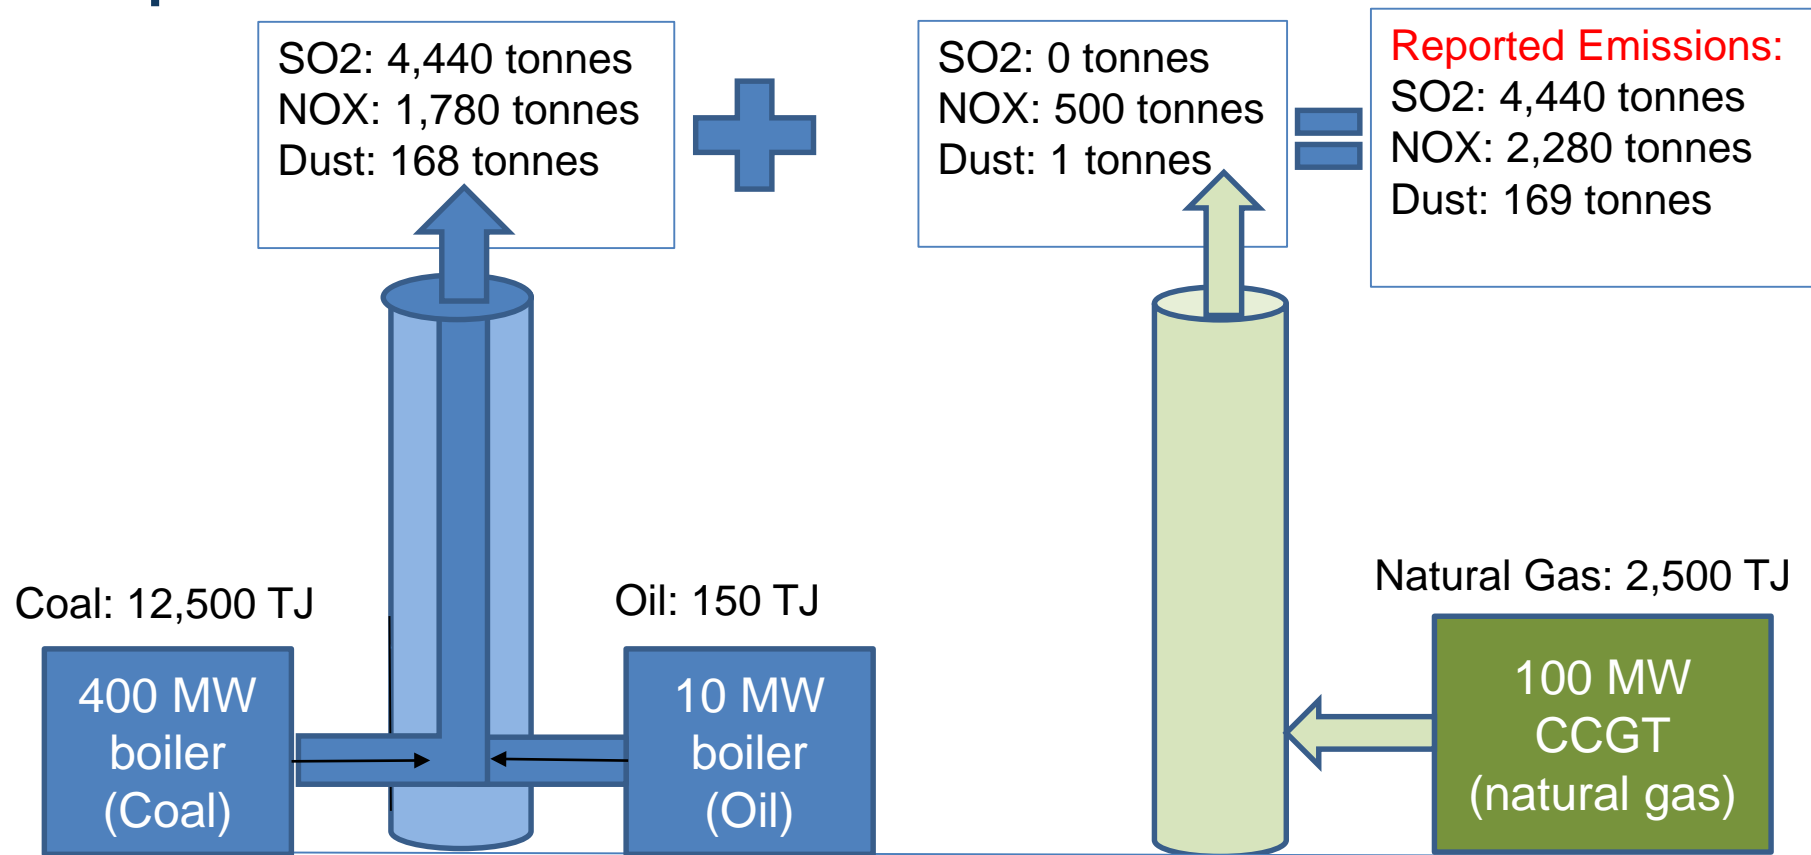 SO2: 4,440 tonnes
NOX: 1,780 tonnes
Dust: 168 tonnes
SO2: 0 tonnes
NOX: 500 tonnes
Dust: 1 tonnes
Reported Emissions:
SO2: 4,440 tonnes
NOX: 2,280 tonnes
Dust: 169 tonnes
Coal: 12,500 TJ
Oil: 150 TJ
Natural Gas: 2,500 TJ
400 MW
boiler
(Coal)
10 MW
boiler
(Oil)
100 MW
CCGT
(natural gas)